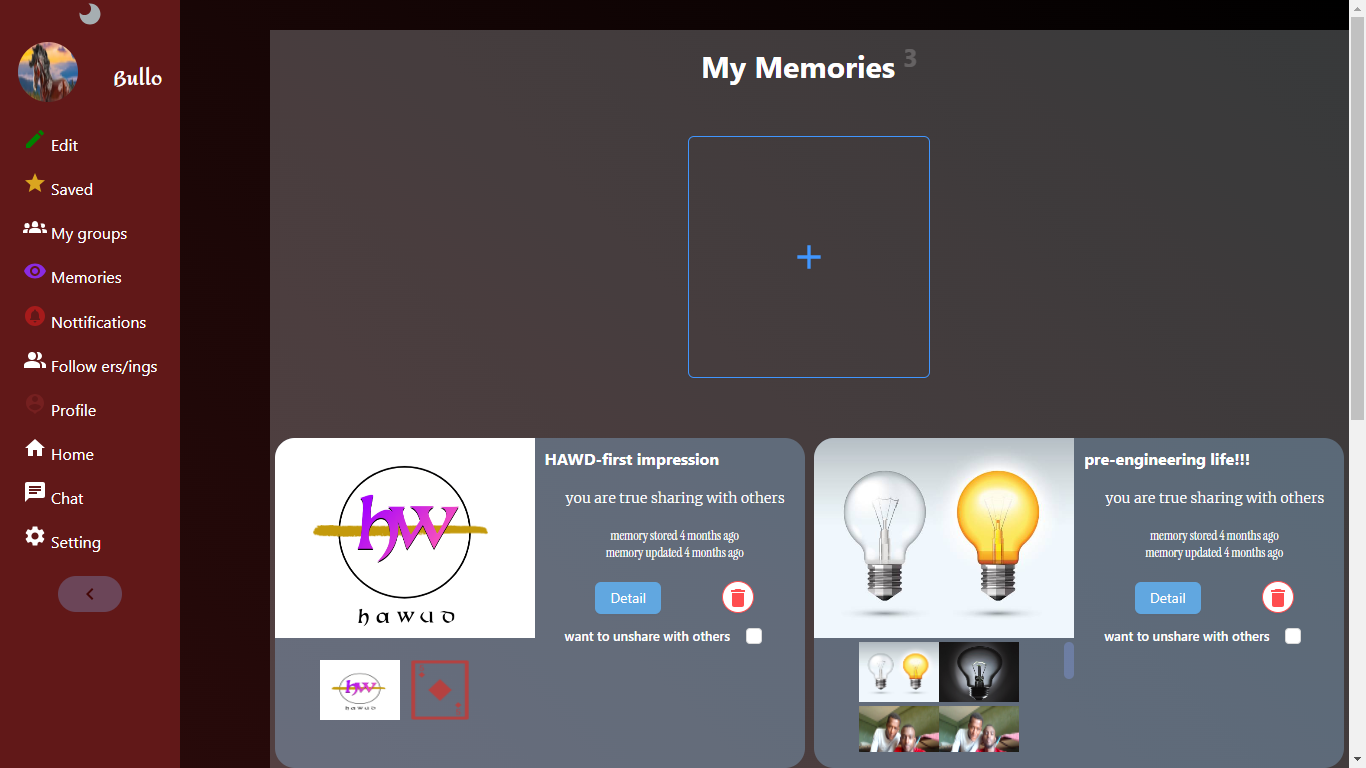 Bullo
Edit
Saved
My groups
Memories
Nottifications
Follow ers/ings
Profile
Home
Chat
Setting
My Memories 3
hw
hawud
HAWD-first impression
you are true sharing with others
memory stored 4 months ago
memory updated 4 months ago
Detail
want to unshare with others
hw
hawud
pre-engineering life!!!
you are true sharing with others
memory stored 4 months ago
memory updated 4 months ago
Detail
want to unshare with others